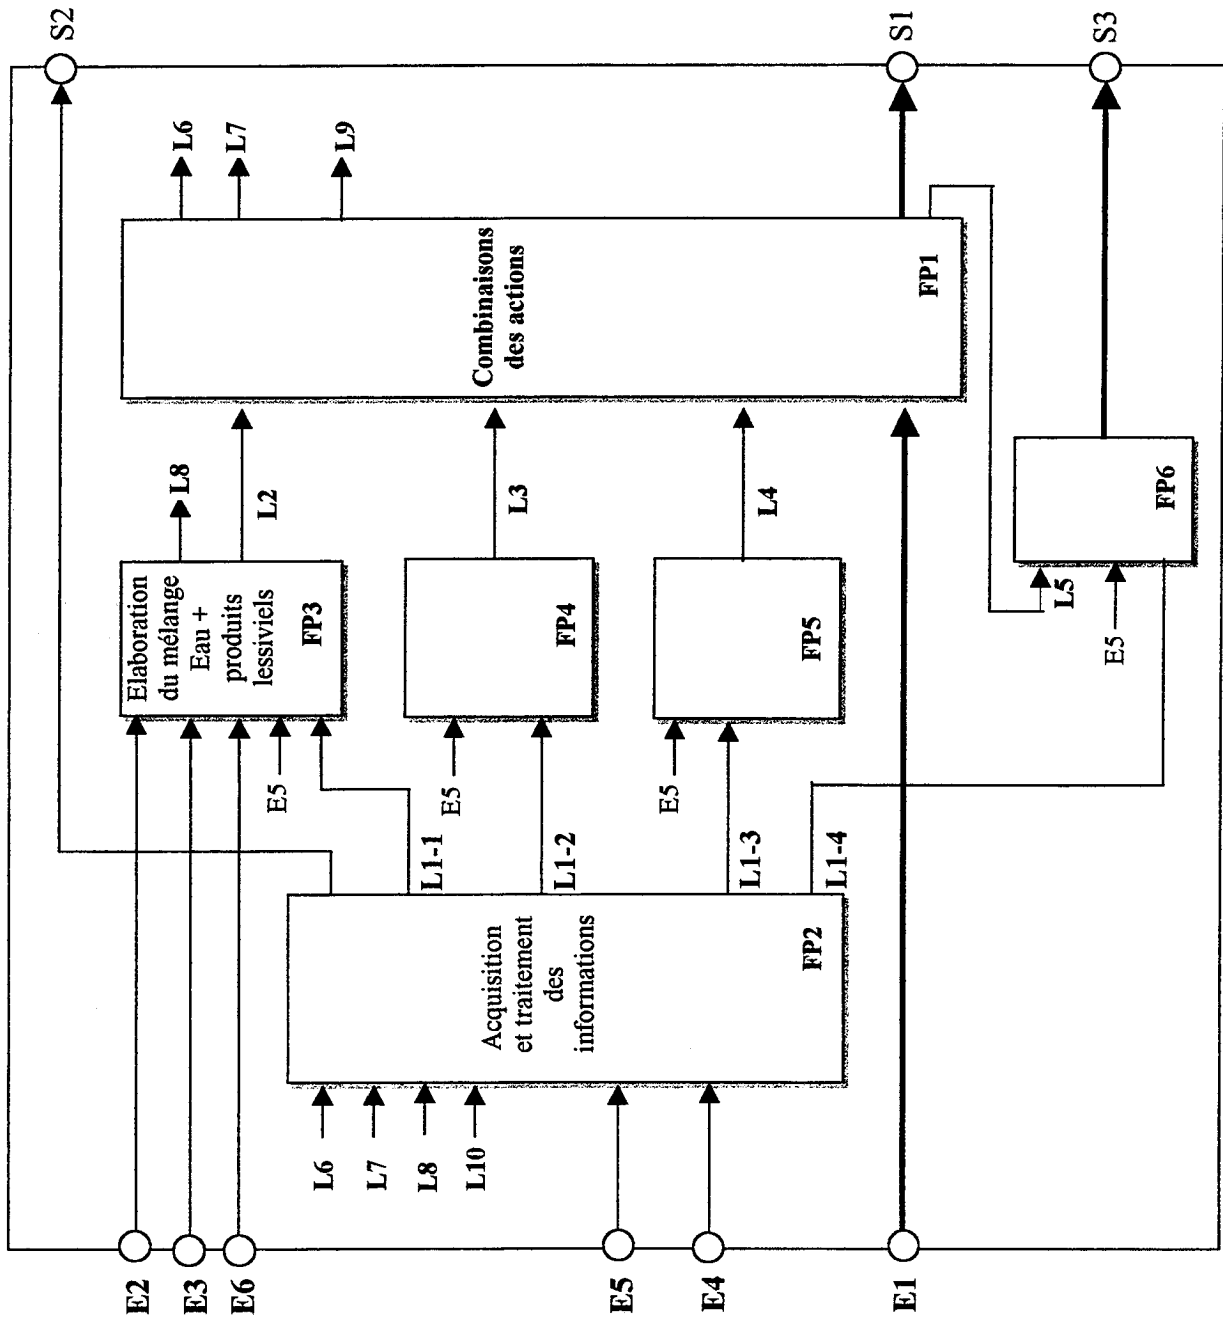 E2
E3
E6
E5
E4
E1
L6
L7
L8
L10
Acquisition
et traitement
des
informations
FP2
L1-1
L1-2
L1-3
L1-4
E5
E5
E5
Elaboration
du mélange
Eau +
produits
lessiviels
FP3
FP4
FP5
L8
L2
L3
L4
L5
E5
FP6
Combinaisons
des actions
FP1
L6
L7
L9
S2
S1
S3